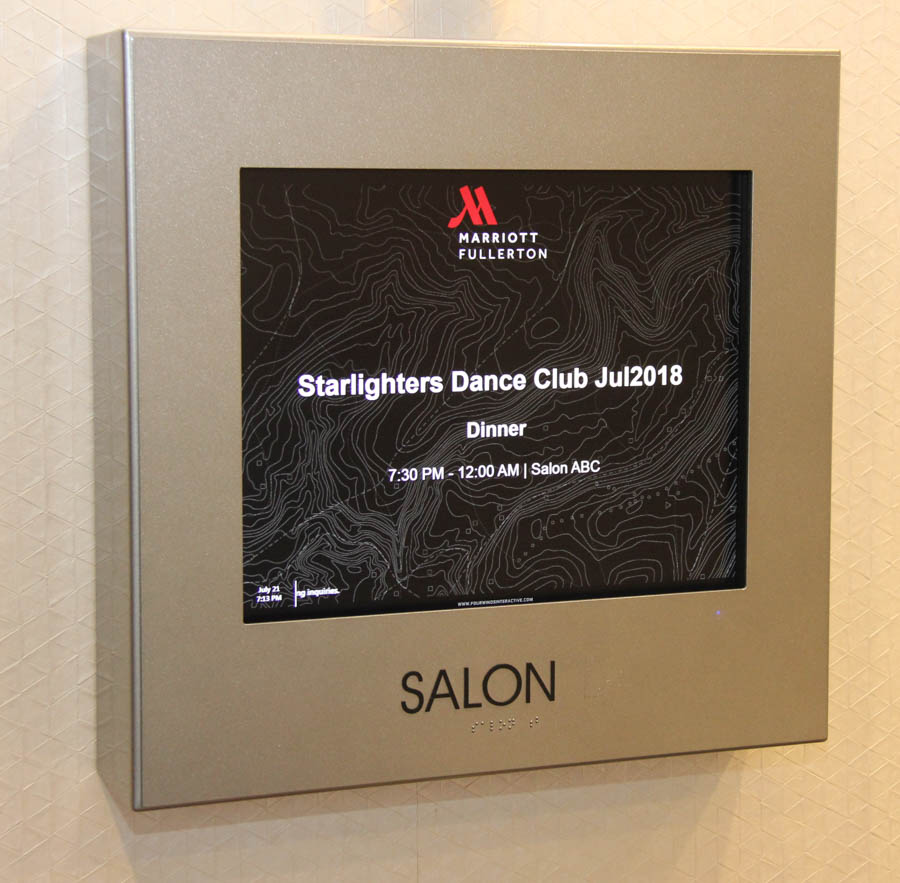 MARRIOTT
FULLERTON
Starlighters Dance Club Jul2018
Dinner
7:30 PM - 12:00 AM | Salon ABC
July 21
7:13 PM
ng inquiries.
WWW.FOURWINDSINTERACTIVE.COM
SALON